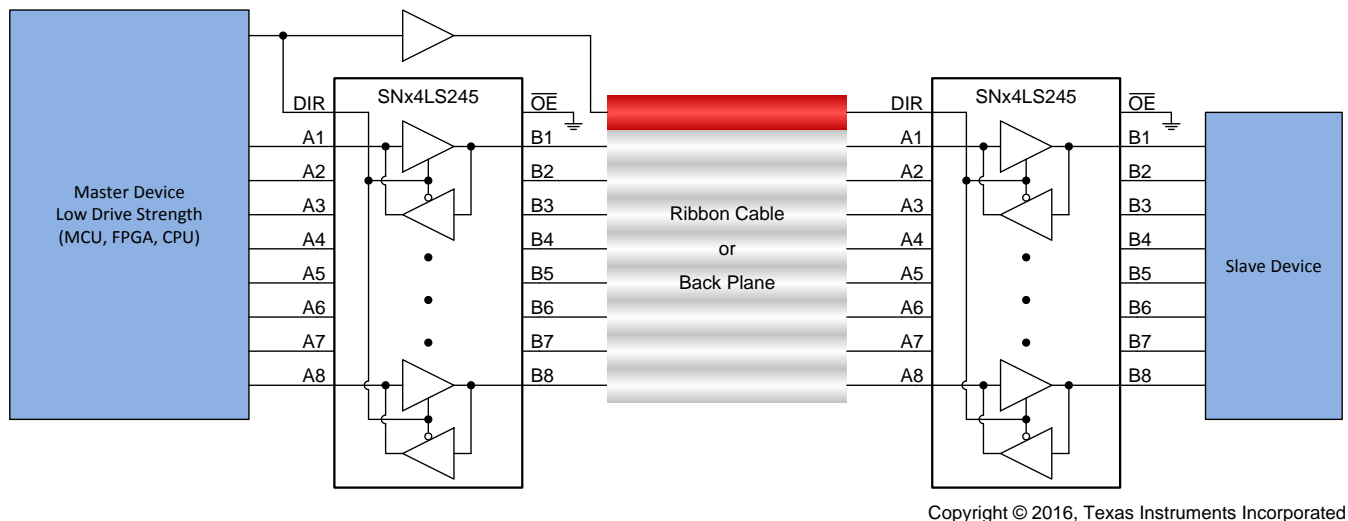 SNx4LS245
SNx4LS245
DIR
OE
DIR
OE
A1
B1
A1
B1
A2
B2
A2
B2
Master Device
Low Drive Strength
(MCU, FPGA, CPU)
A3
B3
Ribbon Cable
or
Back Plane
A3
B3
A4
B4
A4
B4
A5
B5
A5
B5
Slave Device
A6
B6
A6
B6
A7
B7
A7
B7
A8
B8
A8
B8
Copyright © 2016, Texas Instruments Incorporated